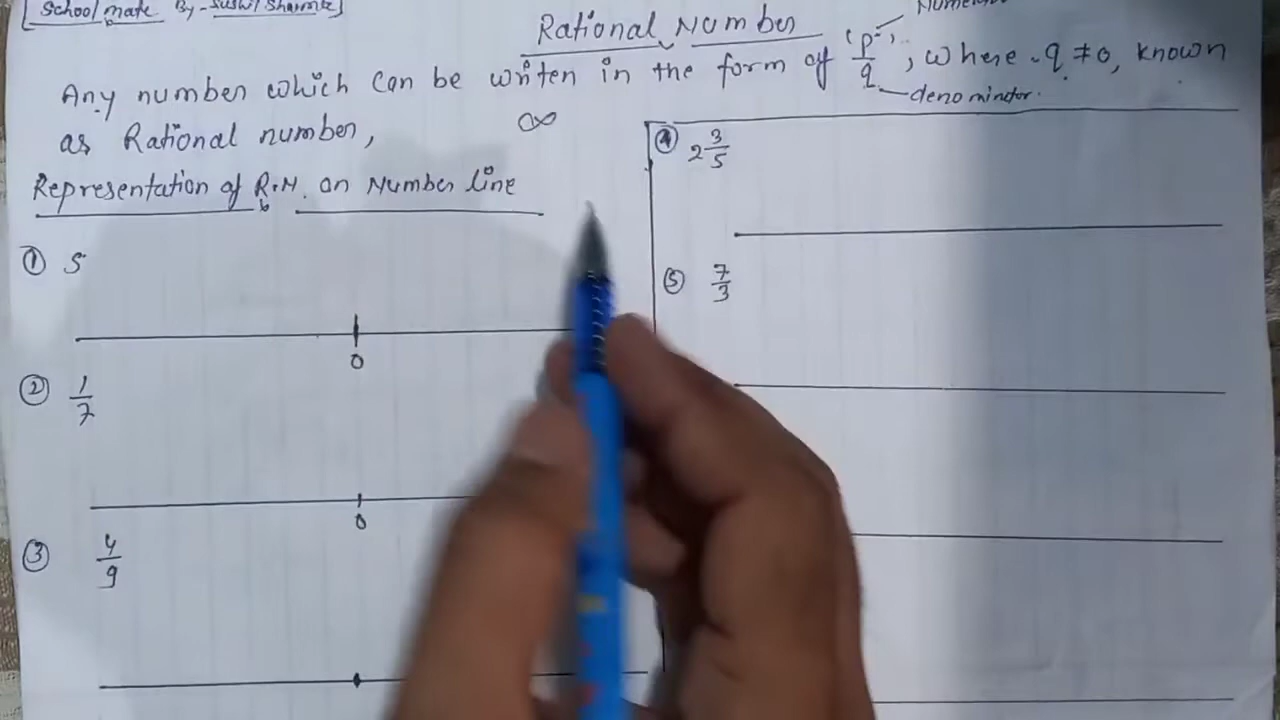 School mate By- Sushil Sharma
Rational Number
Any number which can be writen in the form of 'p/q', where q ≠ 0, known
denomindor.
as Rational number,
∞
Representation of R.N. on Number line
① 5
0
② 1/7
0
③ 4/9
④ 2 3/5
⑤ 7/3